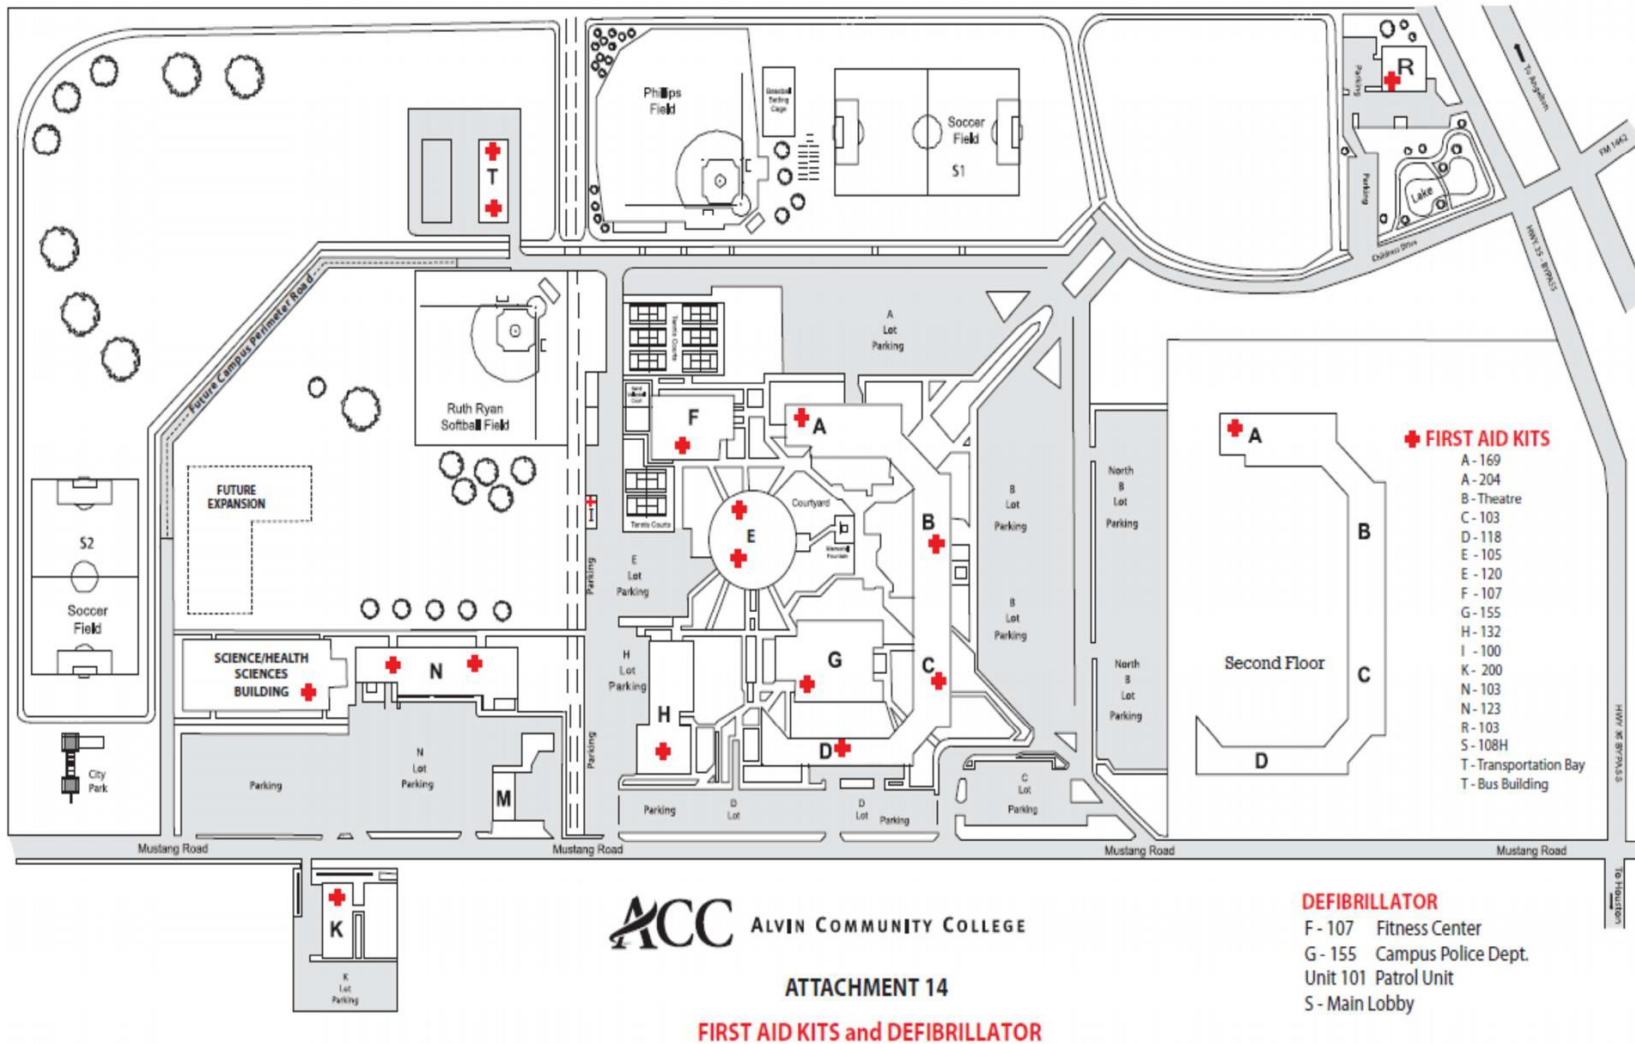 Phillips
Field
Baseball
Batting
Cage
Soccer
Field
S1
Parking
R
To Angleton
FM 1462
Parking
Lake
Childress Drive
HWY 35 - BYPASS
T
Future Campus Perimeter Road
Ruth Ryan
Softball Field
Tennis Courts
A
Lot
Parking
F
A
FUTURE
EXPANSION
S2
Soccer
Field
I
Tennis Courts
Courtyard
E
Memorial
Fountain
B
B
Lot
Parking
North
B
Lot
Parking
A
B
FIRST AID KITS
A - 169
A - 204
B - Theatre
C - 103
D - 118
E - 105
E - 120
F - 107
G - 155
H - 132
I - 100
K - 200
N - 103
N - 123
R - 103
S - 108H
T - Transportation Bay
T - Bus Building
Parking
E
Lot
Parking
B
Lot
Parking
SCIENCE/HEALTH
SCIENCES
BUILDING
N
H
Lot
Parking
G
C
North
B
Lot
Parking
Second Floor
C
H
D
D
City
Park
Parking
N
Lot
Parking
M
Parking
Parking
D
Lot
D
Lot
Parking
C
Lot
Parking
HWY 35 BYPASS
Mustang Road
Mustang Road
Mustang Road
Mustang Road
To Houston
K
K
Lot
Parking
ACC ALVIN COMMUNITY COLLEGE
ATTACHMENT 14
FIRST AID KITS and DEFIBRILLATOR
DEFIBRILLATOR
F - 107 Fitness Center
G - 155 Campus Police Dept.
Unit 101 Patrol Unit
S - Main Lobby